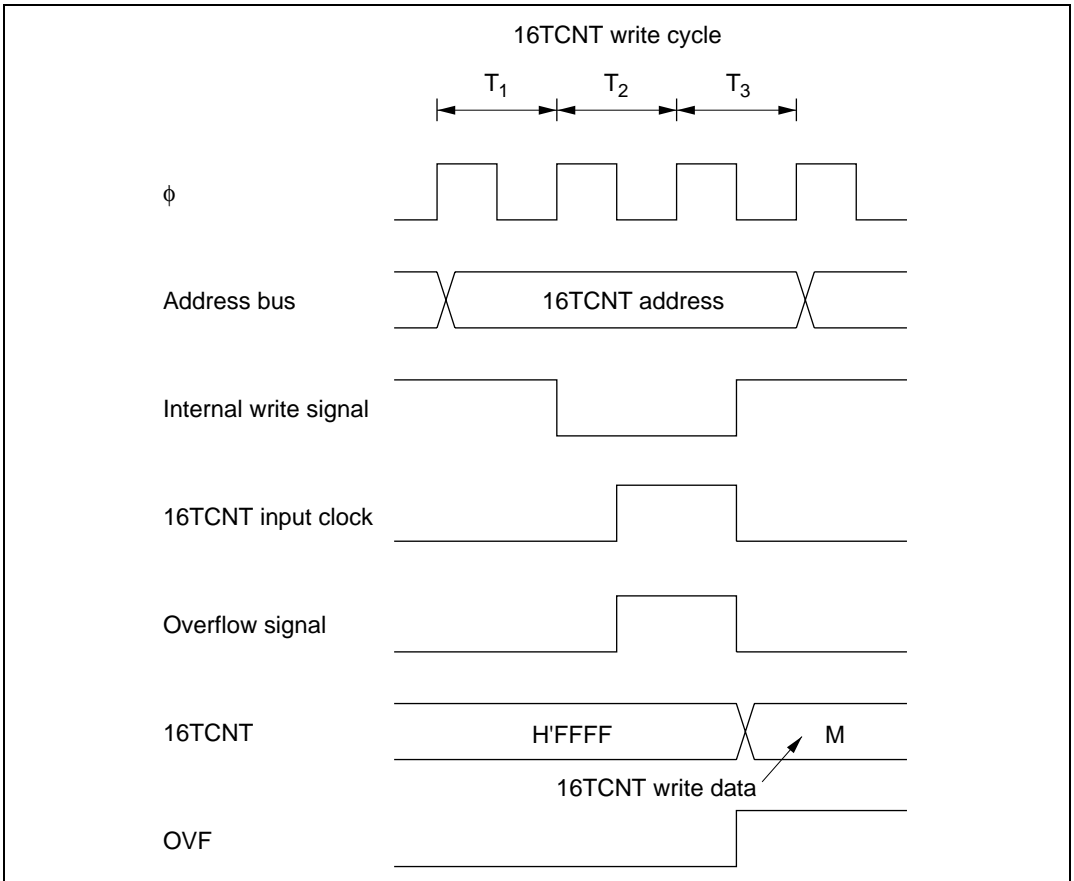 16TCNT write cycle
T1 T2 T3
φ
Address bus 16TCNT address
Internal write signal
16TCNT input clock
Overflow signal
16TCNT H'FFFF M
16TCNT write data
OVF